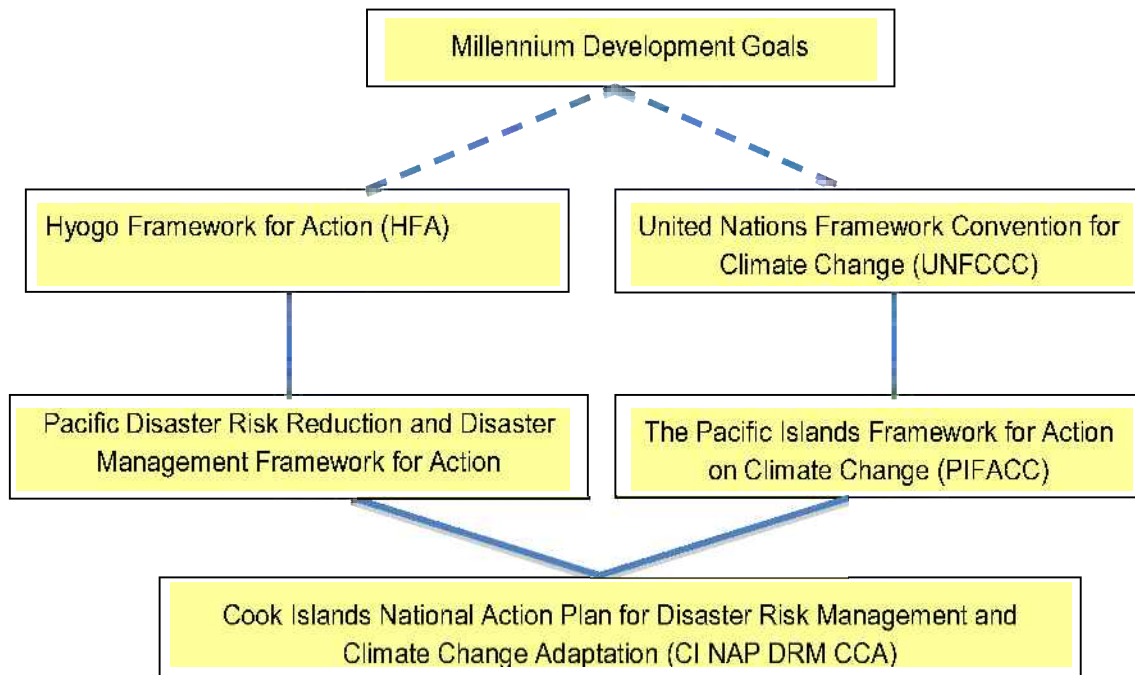 Millennium Development Goals
Hyogo Framework for Action (HFA)
United Nations Framework Convention for
Climate Change (UNFCCC)
Pacific Disaster Risk Reduction and Disaster
Management Framework for Action
The Pacific Islands Framework for Action
on Climate Change (PIFACC)
Cook Islands National Action Plan for Disaster Risk Management and
Climate Change Adaptation (CI NAP DRM CCA)